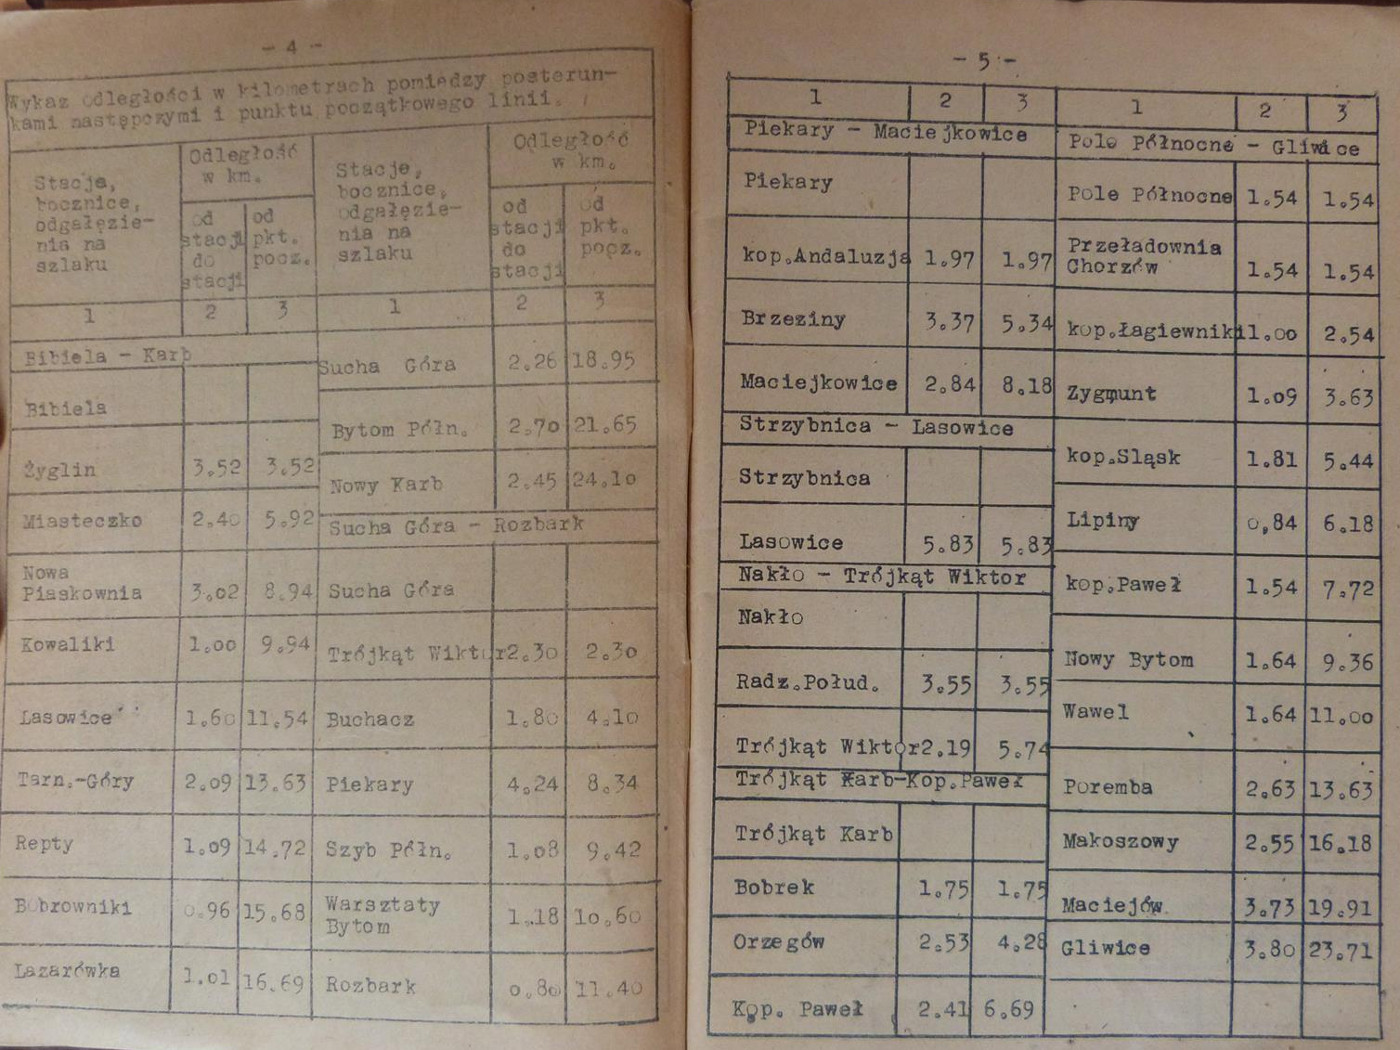 - 4 -
Wykaz odległości w kilometrach pomiędzy posterun-
kami następczymi i punktu początkowego linii.
Stacje,
bocznice,
odgałęzie-
nia na
szlaku
Odległość
w km.
od
stacji
do
stacji
od
pkt.
pocz.
Stacje,
bocznice,
odgałęzie-
nia na
szlaku
Odległość
w km.
od
stacji
do
stacji
od
pkt.
pocz.
1 2 3 1 2 3
Bibiela - Karb
Bibiela
Żyglin 3.52 3.52
Miasteczko 2.40 5.92
Nowa
Piaskownia 3.02 8.94
Kowaliki 1.00 9.94
Lasowice 1.60 11.54
Tarn.-Góry 2.09 13.63
Repty 1.09 14.72
Bobrowniki 0.96 15.68
Lazarówka 1.01 16.69
Sucha Góra 2.26 18.95
Bytom Półn. 2.70 21.65
Nowy Karb 2.45 24.10
Sucha Góra - Rozbark
Sucha Góra
Trójkąt Wiktor 2.30 2.30
Buchacz 1.80 4.10
Piekary 4.24 8.34
Szyb Półn. 1.08 9.42
Warsztaty
Bytom 1.18 10.60
Rozbark 0.80 11.40
- 5 -
1 2 3 1 2 3
Piekary - Maciejkowice
Piekary
kop.Andaluzja 1.97 1.97
Brzeziny 3.37 5.34
Maciejkowice 2.84 8.18
Strzybnica - Lasowice
Strzybnica
Lasowice 5.83 5.83
Nakło - Trójkąt Wiktor
Nakło
Radz.Połud. 3.55 3.55
Trójkąt Wiktor 2.19 5.74
Trójkąt Karb-Kop.Paweł
Trójkąt Karb
Bobrek 1.75 1.75
Orzegów 2.53 4.28
Kop. Paweł 2.41 6.69
Pole Północne - Gliwice
Pole Północne 1.54 1.54
Przeładownia
Chorzów 1.54 1.54
kop.Łagiewniki 1.00 2.54
Zygmunt 1.09 3.63
kop.Śląsk 1.81 5.44
Lipiny 0,84 6.18
kop.Paweł 1.54 7.72
Nowy Bytom 1.64 9.36
Wawel 1.64 11.00
Poremba 2.63 13.63
Makoszowy 2.55 16.18
Maciejów. 3.73 19.91
Gliwice 3.80 23.71